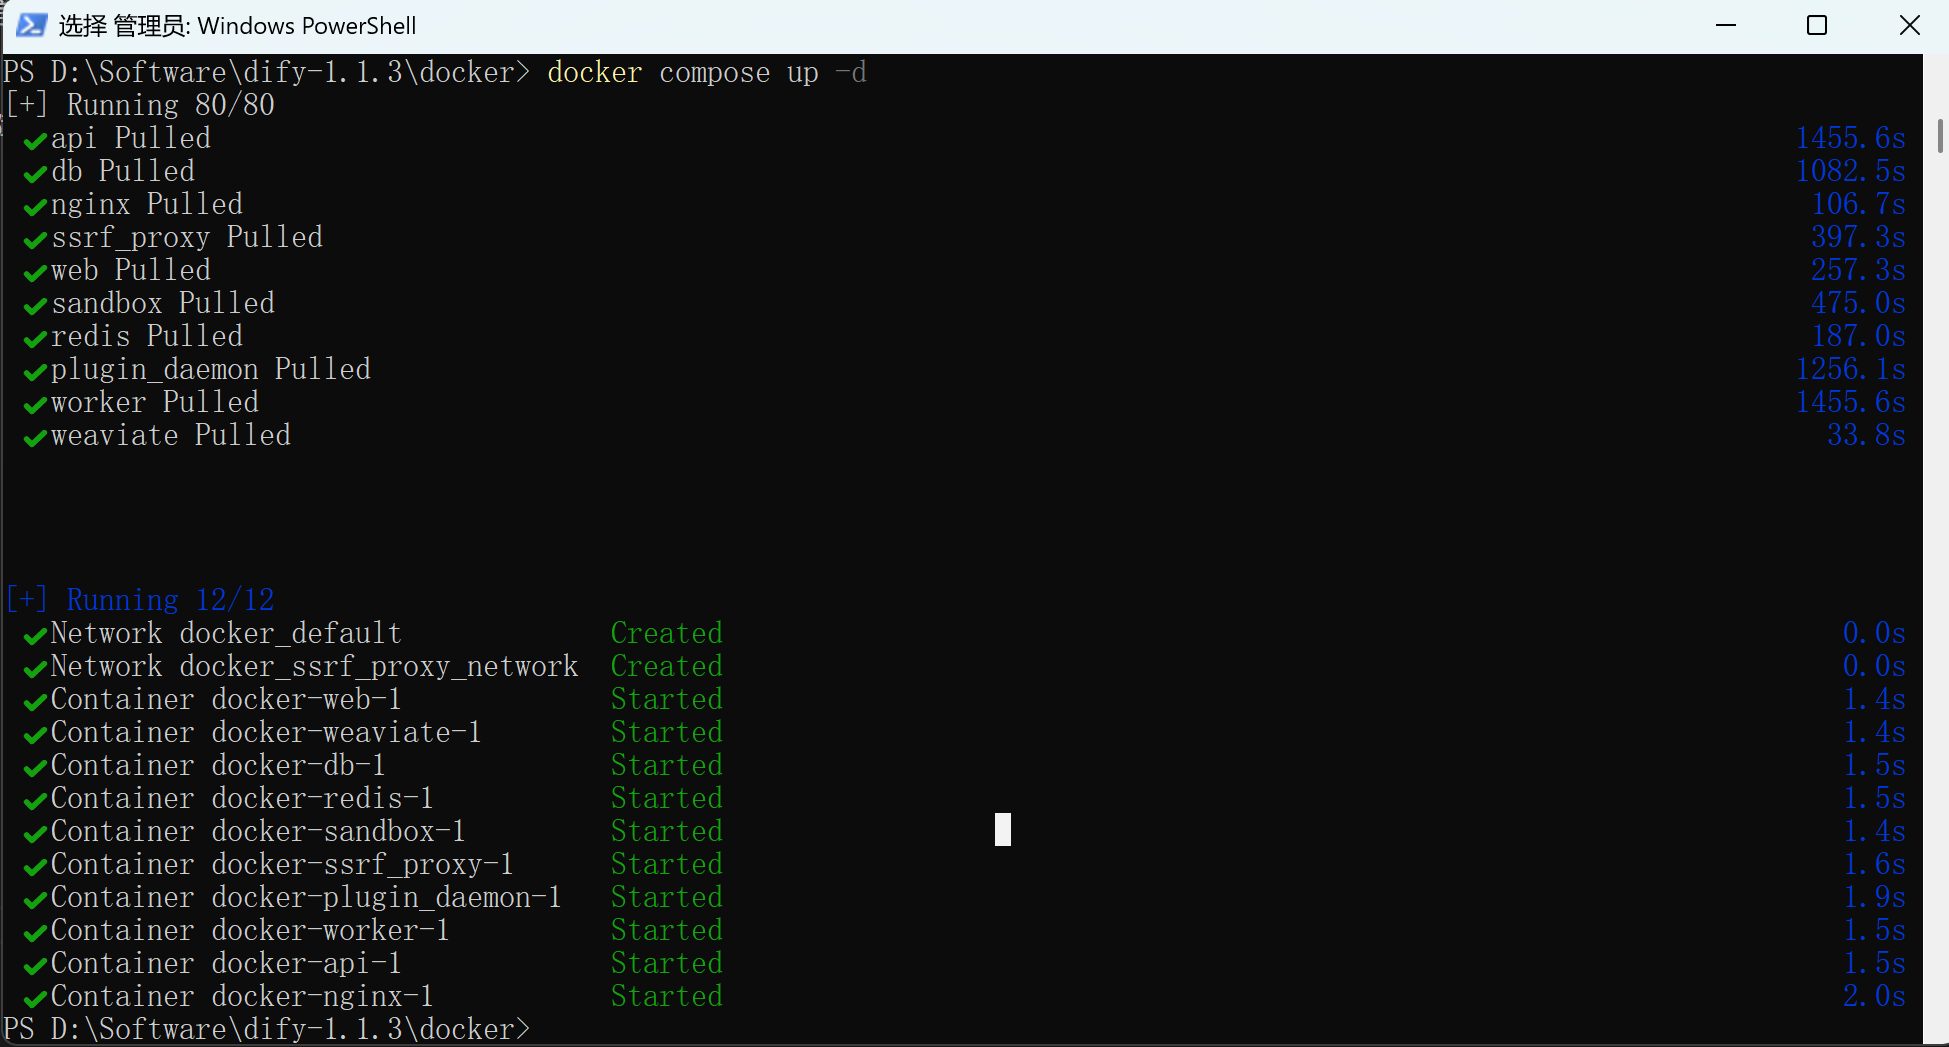 选择 管理员: Windows PowerShell
PS D:\Software\dify-1.1.3\docker> docker compose up -d
[+] Running 80/80
✔api Pulled 1455.6s
✔db Pulled 1082.5s
✔nginx Pulled 106.7s
✔ssrf_proxy Pulled 397.3s
✔web Pulled 257.3s
✔sandbox Pulled 475.0s
✔redis Pulled 187.0s
✔plugin_daemon Pulled 1256.1s
✔worker Pulled 1455.6s
✔weaviate Pulled 33.8s
[+] Running 12/12
✔Network docker_default Created 0.0s
✔Network docker_ssrf_proxy_network Created 0.0s
✔Container docker-web-1 Started 1.4s
✔Container docker-weaviate-1 Started 1.4s
✔Container docker-db-1 Started 1.5s
✔Container docker-redis-1 Started 1.5s
✔Container docker-sandbox-1 Started 1.4s
✔Container docker-ssrf_proxy-1 Started 1.6s
✔Container docker-plugin_daemon-1 Started 1.9s
✔Container docker-worker-1 Started 1.5s
✔Container docker-api-1 Started 1.5s
✔Container docker-nginx-1 Started 2.0s
PS D:\Software\dify-1.1.3\docker>